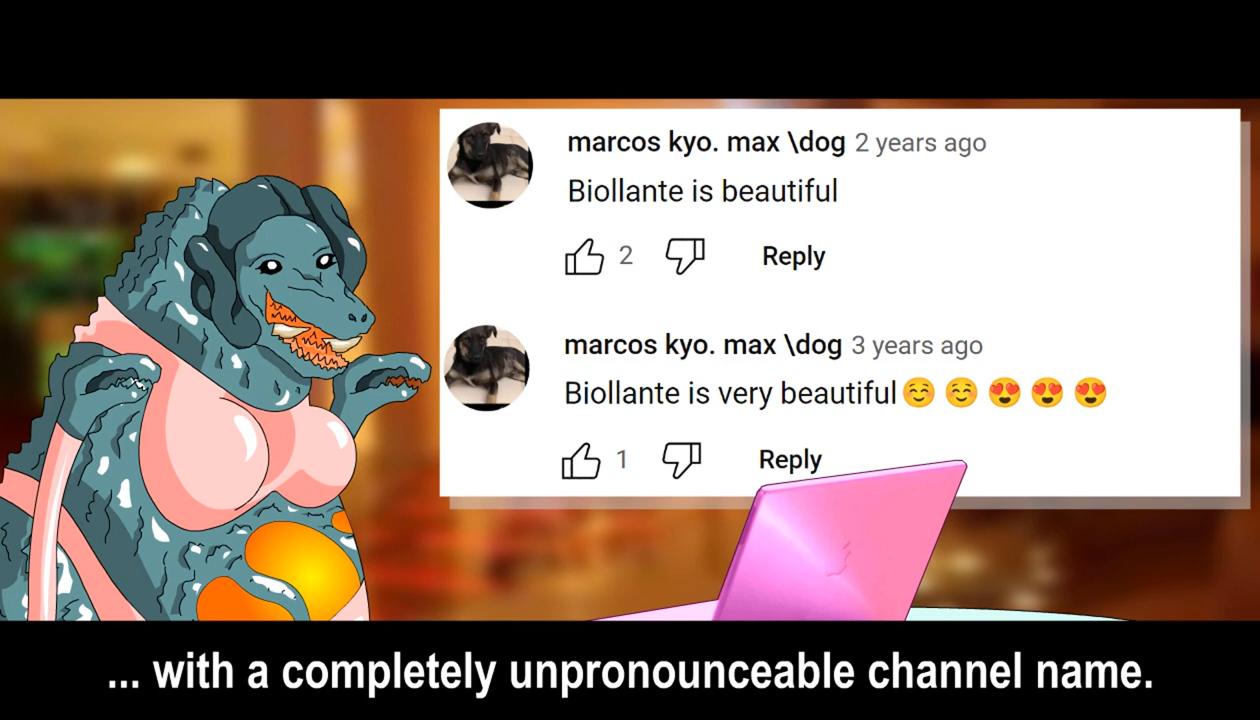 marcos kyo. max \dog 2 years ago
Biollante is beautiful
2 Reply
marcos kyo. max \dog 3 years ago
Biollante is very beautiful☺️ ☺️ 😍 😍 😍
1 Reply
... with a completely unpronounceable channel name.